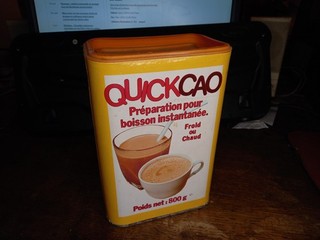 QUICKCAO
Préparation pour
boisson instantanée.
Froid
ou
Chaud
Poids net : 800 g